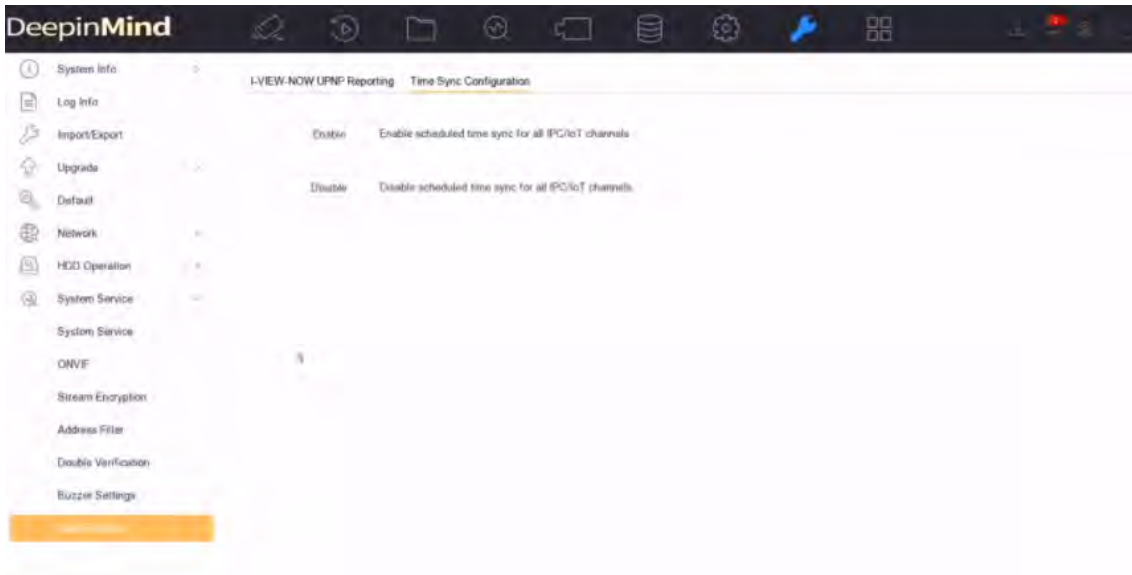 DeepinMind
System Info
Log Info
Import/Export
Upgrade
Default
Network
HDD Operation
System Service
System Service
ONVIF
Stream Encryption
Address Filter
Double Verification
Buzzer Settings
I-VIEW-NOW UPNP Reporting Time Sync Configuration
Enable Enable scheduled time sync for all IPC/IoT channels
Disable Disable scheduled time sync for all IPC/IoT channels.